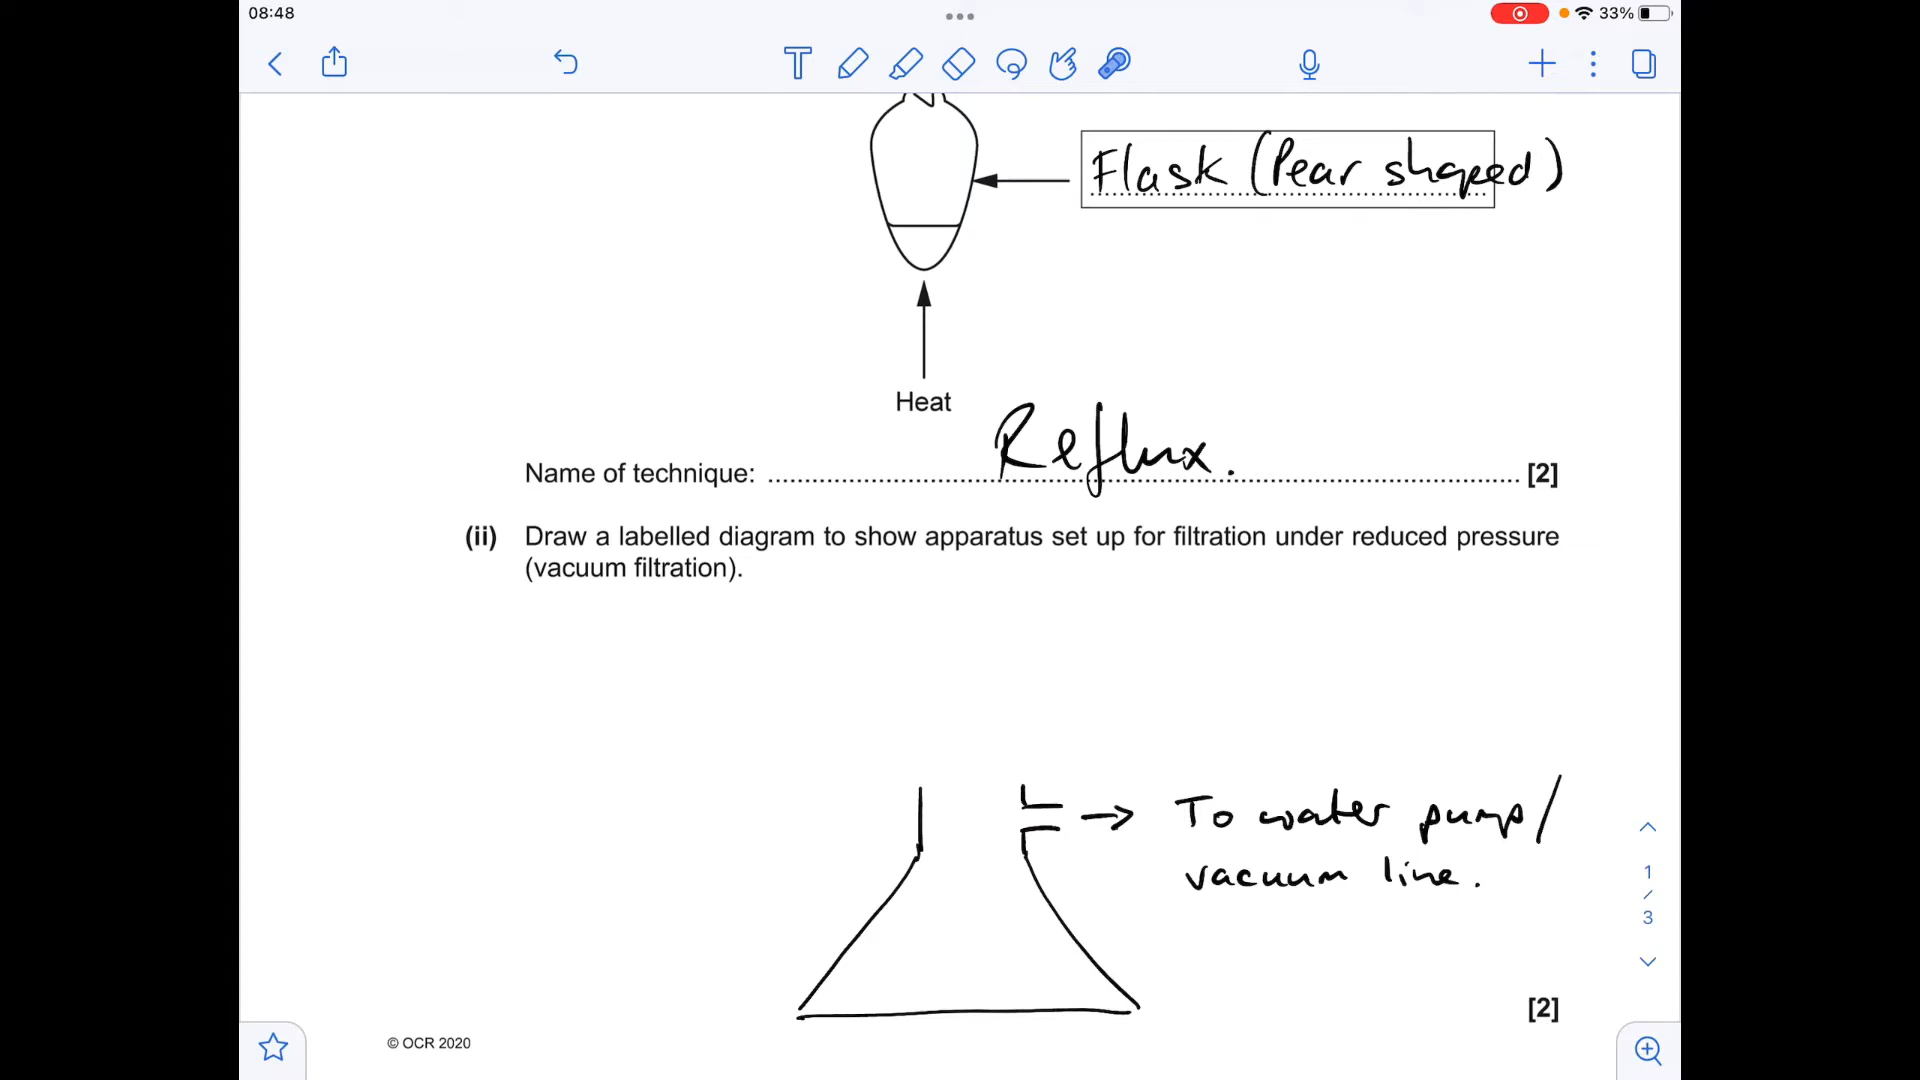 08:48
33%
Flask (Pear shaped)
Heat
Name of technique: Reflux. [2]
(ii) Draw a labelled diagram to show apparatus set up for filtration under reduced pressure
(vacuum filtration).
→ To water pump/
vacuum line.
1
/
3
[2]
© OCR 2020